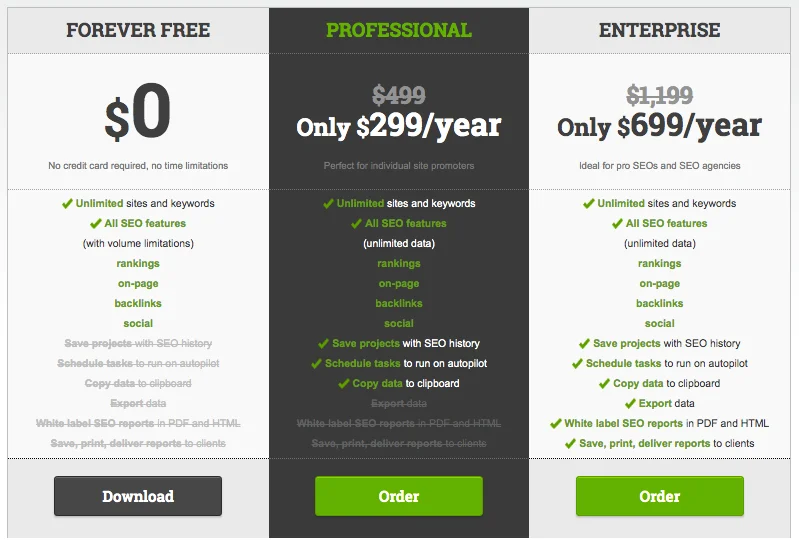 FOREVER FREE
$0
No credit card required, no time limitations
Unlimited sites and keywords
All SEO features
(with volume limitations)
rankings
on-page
backlinks
social
Save projects with SEO history
Schedule tasks to run on autopilot
Copy data to clipboard
Export data
White label SEO reports in PDF and HTML
Save, print, deliver reports to clients
Download
PROFESSIONAL
$499
Only $299/year
Perfect for individual site promoters
Unlimited sites and keywords
All SEO features
(unlimited data)
rankings
on-page
backlinks
social
Save projects with SEO history
Schedule tasks to run on autopilot
Copy data to clipboard
Export data
White label SEO reports in PDF and HTML
Save, print, deliver reports to clients
Order
ENTERPRISE
$1,199
Only $699/year
Ideal for pro SEOs and SEO agencies
Unlimited sites and keywords
All SEO features
(unlimited data)
rankings
on-page
backlinks
social
Save projects with SEO history
Schedule tasks to run on autopilot
Copy data to clipboard
Export data
White label SEO reports in PDF and HTML
Save, print, deliver reports to clients
Order